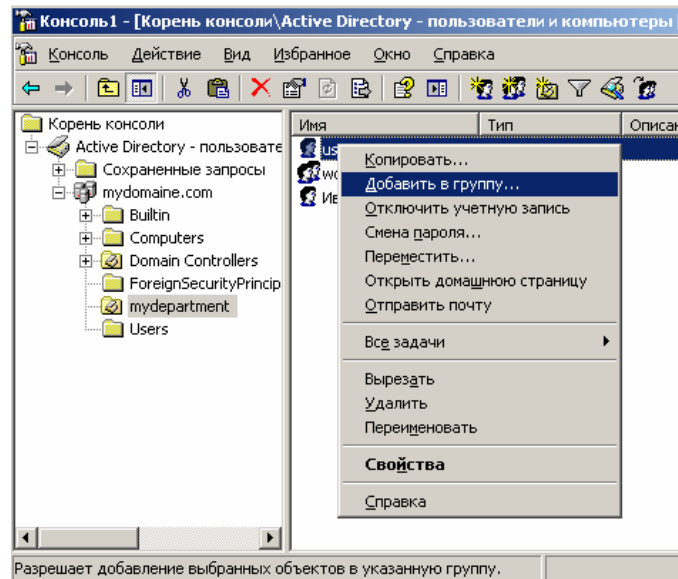 Консоль1 - [Корень консоли\Active Directory - пользователи и компьютеры
Консоль Действие Вид Избранное Окно Справка
Корень консоли
Active Directory - пользовате
Сохраненные запросы
mydomaine.com
Builtin
Computers
Domain Controllers
ForeignSecurityPrincip
mydepartment
Users
Имя Тип Описан
us
wo
Ив
Копировать...
Добавить в группу...
Отключить учетную запись
Смена пароля...
Переместить...
Открыть домашнюю страницу
Отправить почту
Все задачи
Вырезать
Удалить
Переименовать
Свойства
Справка
Разрешает добавление выбранных объектов в указанную группу.